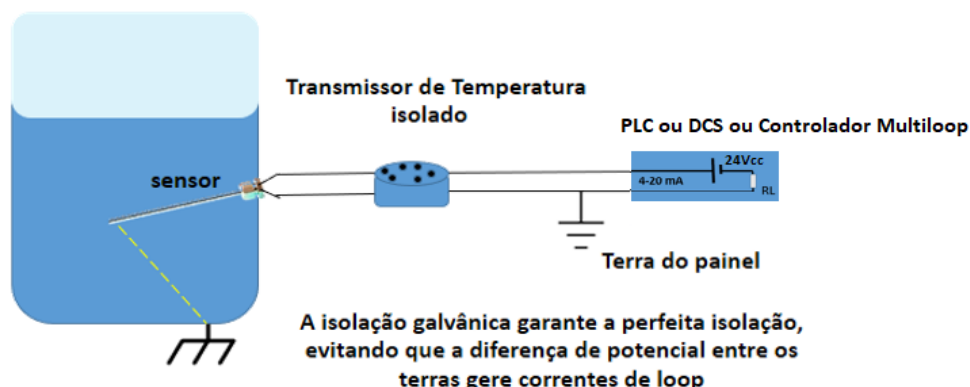 Transmissor de Temperatura
isolado
PLC ou DCS ou Controlador Multiloop
24Vcc
sensor
4-20 mA
RL
Terra do painel
A isolação galvânica garante a perfeita isolação,
evitando que a diferença de potencial entre os
terras gere correntes de loop